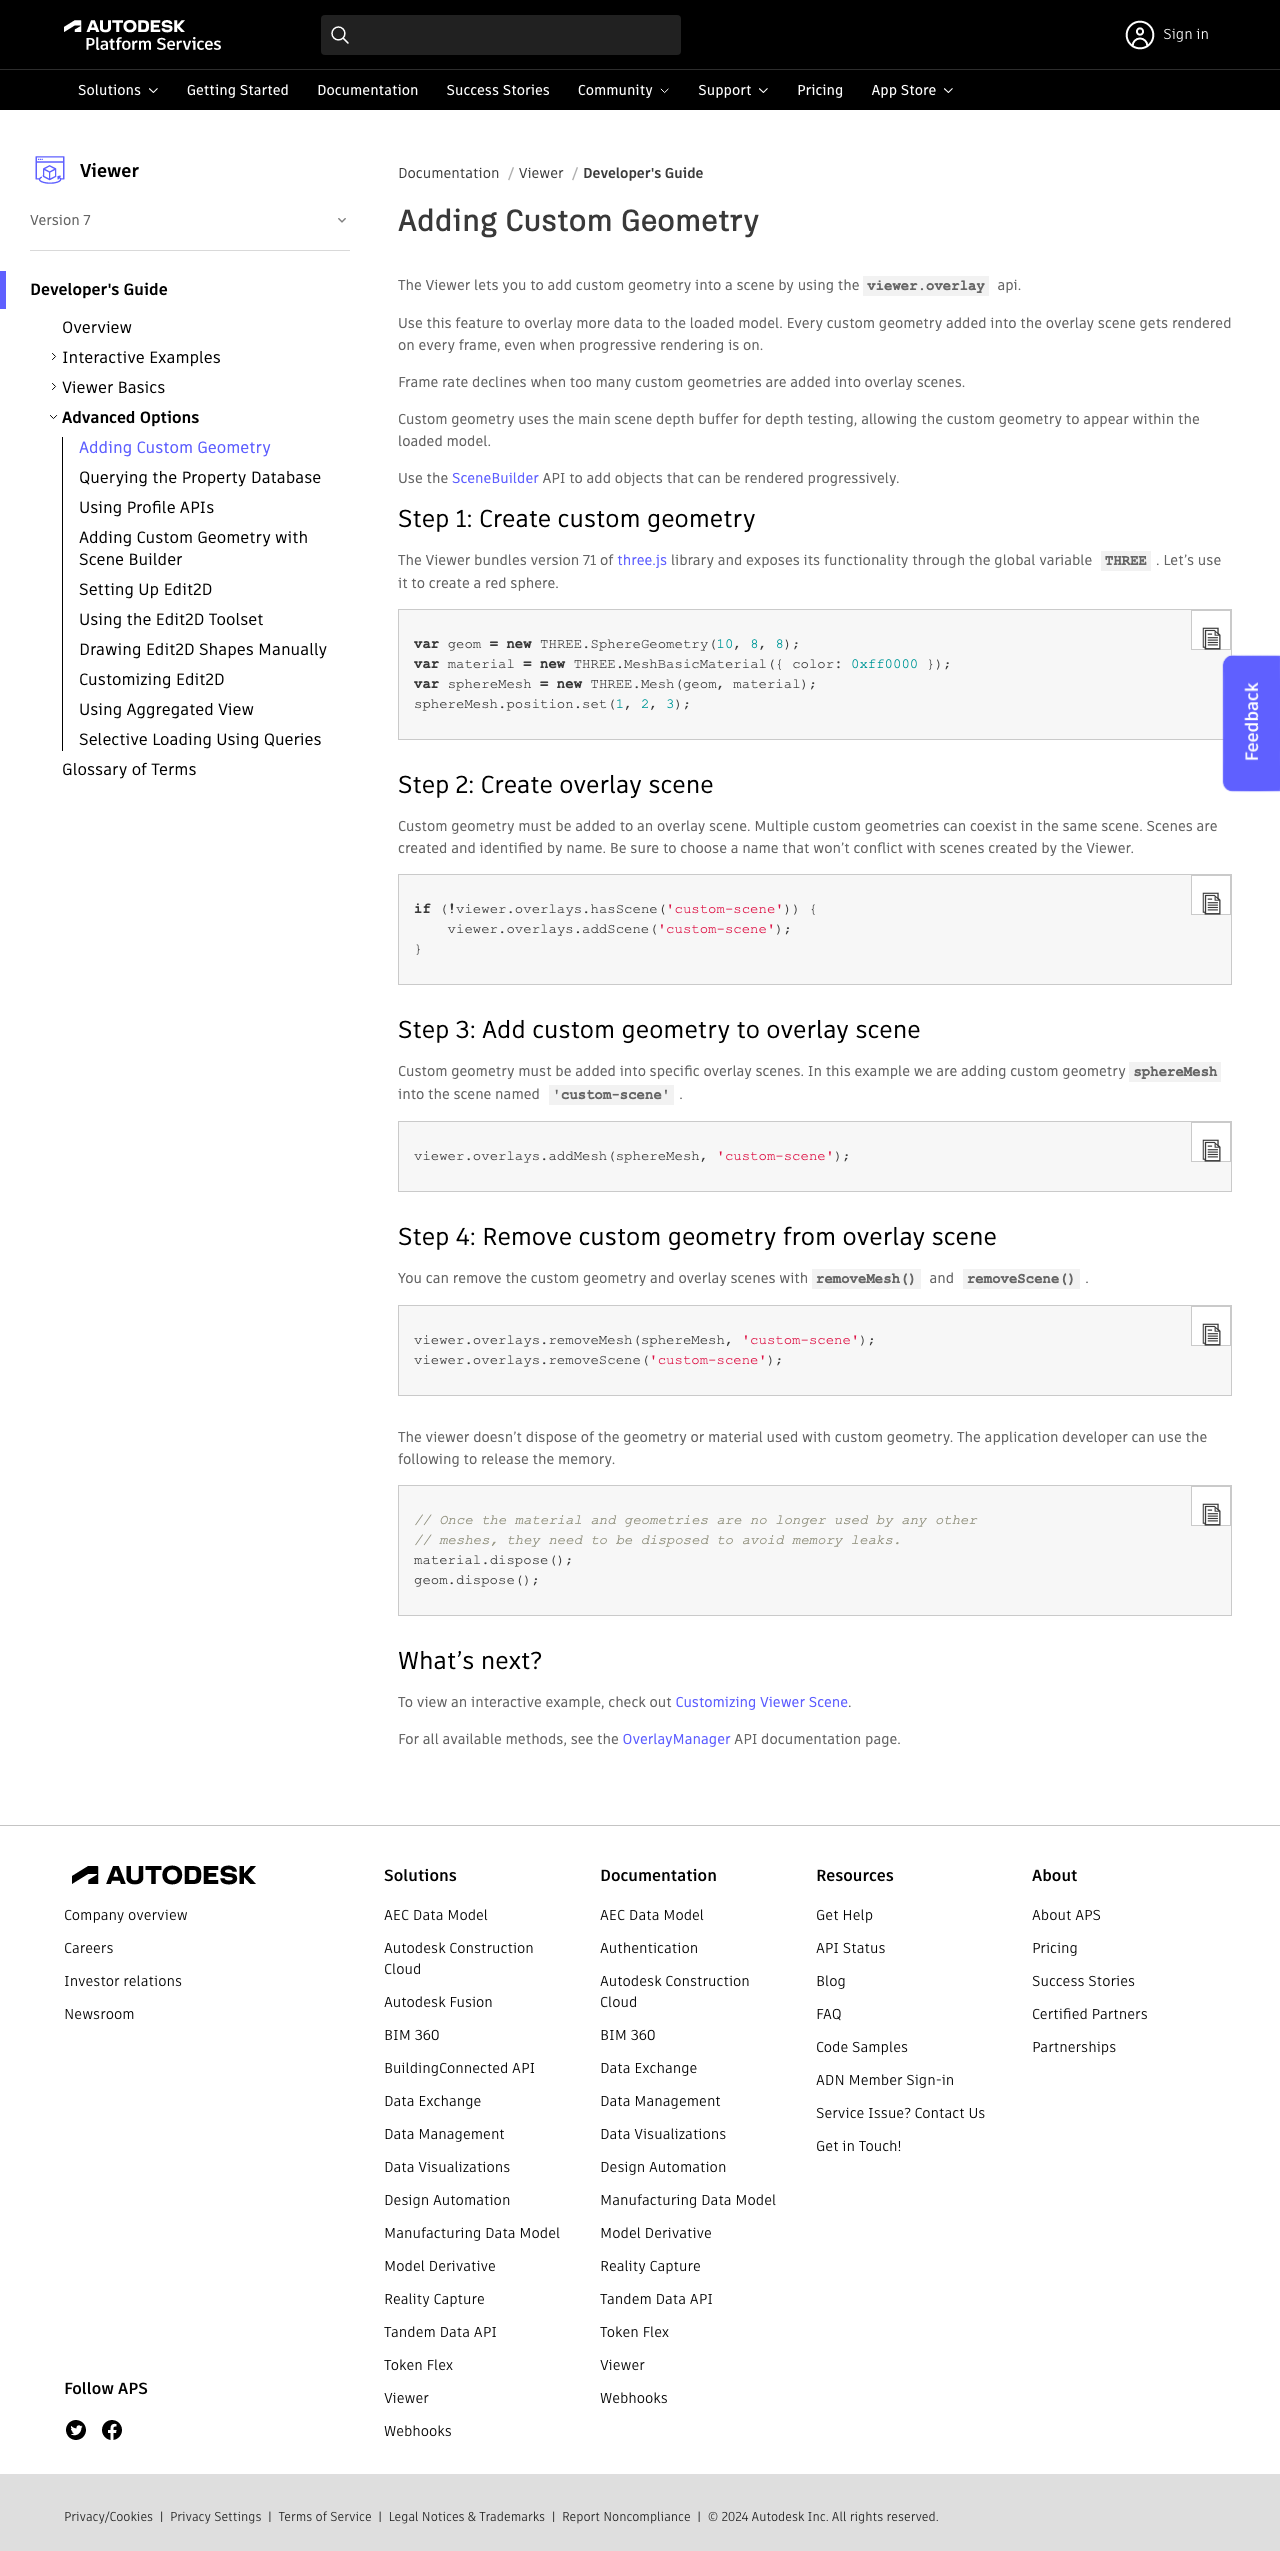 AUTODESK
Platform Services
Sign in
Solutions
Getting Started
Documentation
Success Stories
Community
Support
Pricing
App Store
Viewer
Version 7
Developer's Guide
Overview
Interactive Examples
Viewer Basics
Advanced Options
Adding Custom Geometry
Querying the Property Database
Using Profile APIs
Adding Custom Geometry with
Scene Builder
Setting Up Edit2D
Using the Edit2D Toolset
Drawing Edit2D Shapes Manually
Customizing Edit2D
Using Aggregated View
Selective Loading Using Queries
Glossary of Terms
Documentation / Viewer / Developer's Guide
Adding Custom Geometry
The Viewer lets you to add custom geometry into a scene by using the viewer.overlay api.
Use this feature to overlay more data to the loaded model. Every custom geometry added into the overlay scene gets rendered
on every frame, even when progressive rendering is on.
Frame rate declines when too many custom geometries are added into overlay scenes.
Custom geometry uses the main scene depth buffer for depth testing, allowing the custom geometry to appear within the
loaded model.
Use the SceneBuilder API to add objects that can be rendered progressively.
Step 1: Create custom geometry
The Viewer bundles version 71 of three.js library and exposes its functionality through the global variable THREE . Let’s use
it to create a red sphere.
var geom = new THREE.SphereGeometry(10, 8, 8);
var material = new THREE.MeshBasicMaterial({ color: 0xff0000 });
var sphereMesh = new THREE.Mesh(geom, material);
sphereMesh.position.set(1, 2, 3);
Feedback
Step 2: Create overlay scene
Custom geometry must be added to an overlay scene. Multiple custom geometries can coexist in the same scene. Scenes are
created and identified by name. Be sure to choose a name that won’t conflict with scenes created by the Viewer.
if (!viewer.overlays.hasScene('custom-scene')) {
    viewer.overlays.addScene('custom-scene');
}
Step 3: Add custom geometry to overlay scene
Custom geometry must be added into specific overlay scenes. In this example we are adding custom geometry sphereMesh
into the scene named 'custom-scene' .
viewer.overlays.addMesh(sphereMesh, 'custom-scene');
Step 4: Remove custom geometry from overlay scene
You can remove the custom geometry and overlay scenes with removeMesh() and removeScene() .
viewer.overlays.removeMesh(sphereMesh, 'custom-scene');
viewer.overlays.removeScene('custom-scene');
The viewer doesn’t dispose of the geometry or material used with custom geometry. The application developer can use the
following to release the memory.
// Once the material and geometries are no longer used by any other
// meshes, they need to be disposed to avoid memory leaks.
material.dispose();
geom.dispose();
What’s next?
To view an interactive example, check out Customizing Viewer Scene.
For all available methods, see the OverlayManager API documentation page.
AUTODESK
Company overview
Careers
Investor relations
Newsroom
Follow APS
Solutions
AEC Data Model
Autodesk Construction
Cloud
Autodesk Fusion
BIM 360
BuildingConnected API
Data Exchange
Data Management
Data Visualizations
Design Automation
Manufacturing Data Model
Model Derivative
Reality Capture
Tandem Data API
Token Flex
Viewer
Webhooks
Documentation
AEC Data Model
Authentication
Autodesk Construction
Cloud
BIM 360
Data Exchange
Data Management
Data Visualizations
Design Automation
Manufacturing Data Model
Model Derivative
Reality Capture
Tandem Data API
Token Flex
Viewer
Webhooks
Resources
Get Help
API Status
Blog
FAQ
Code Samples
ADN Member Sign-in
Service Issue? Contact Us
Get in Touch!
About
About APS
Pricing
Success Stories
Certified Partners
Partnerships
Privacy/Cookies | Privacy Settings | Terms of Service | Legal Notices & Trademarks | Report Noncompliance | © 2024 Autodesk Inc. All rights reserved.